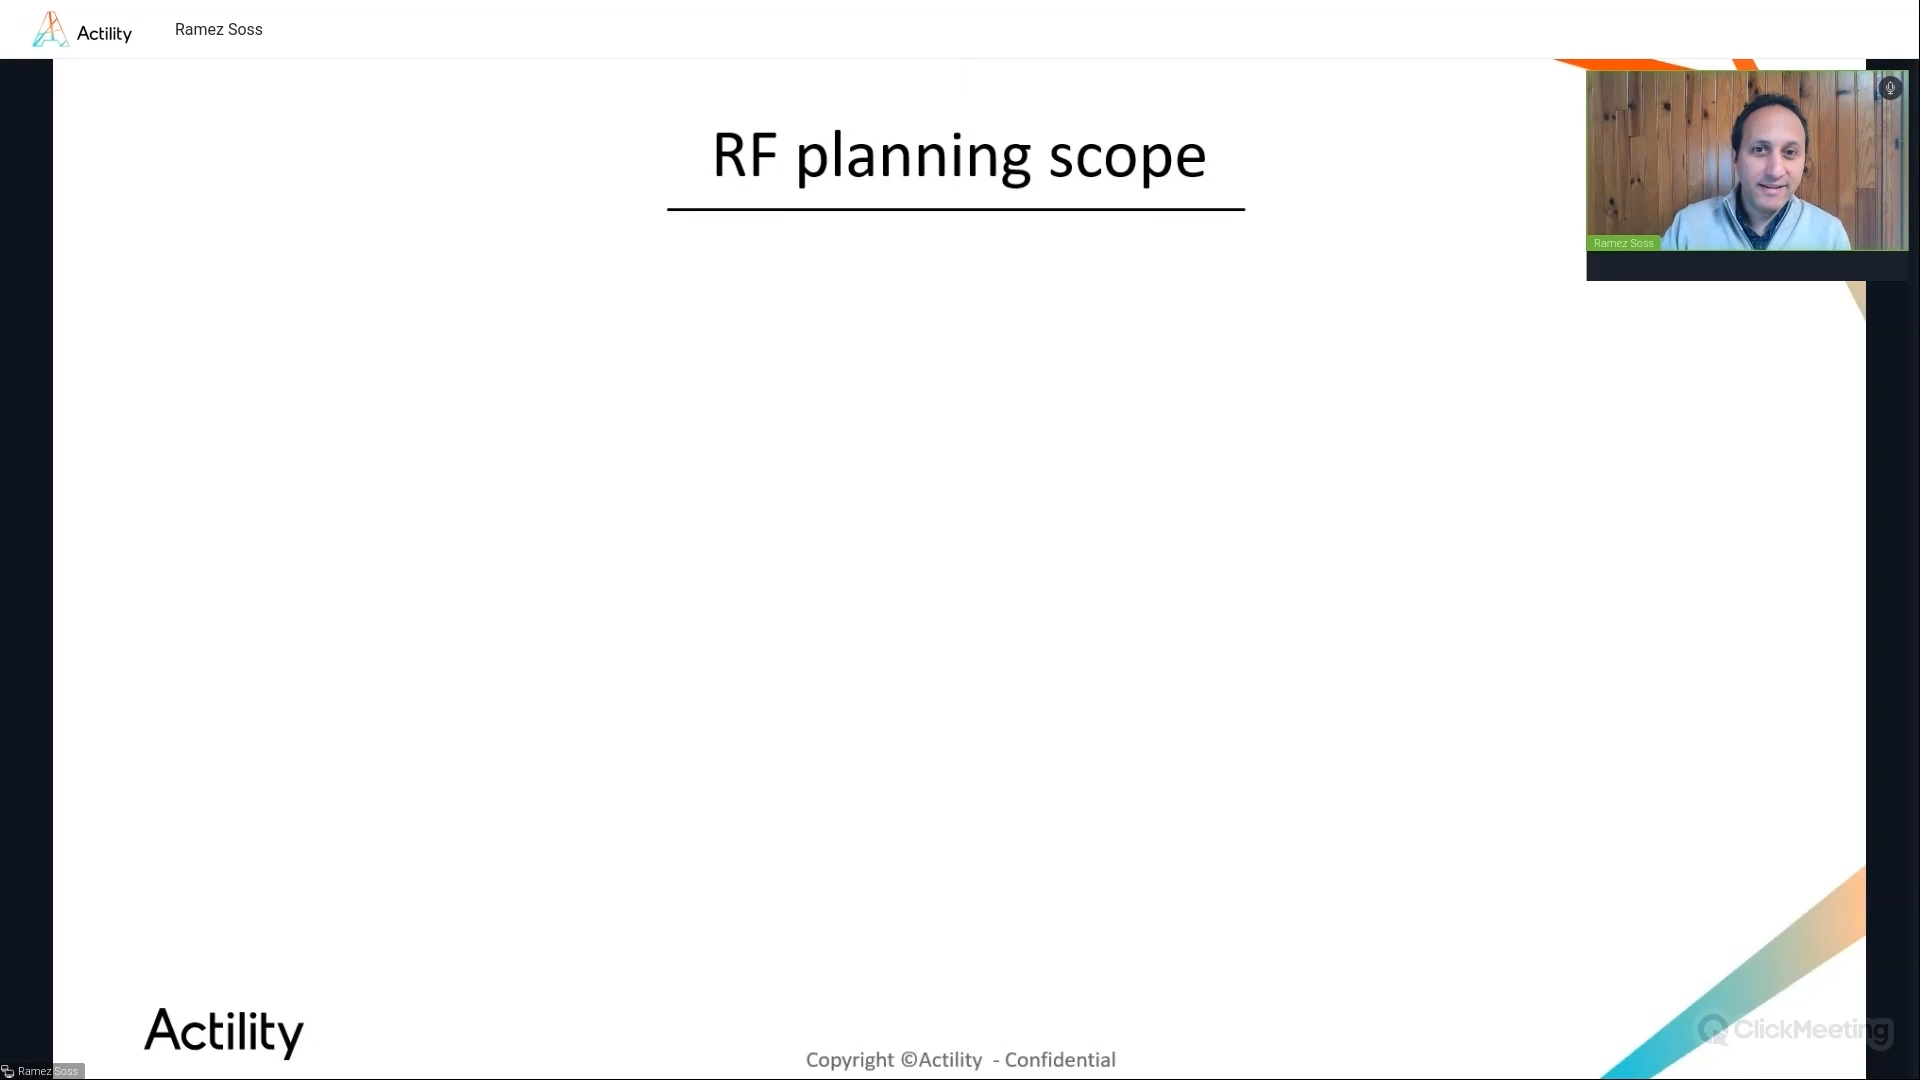 Actility
Ramez Soss
RF planning scope
Ramez Soss
Actility
Copyright ©Actility - Confidential
ClickMeeting
Ramez Soss